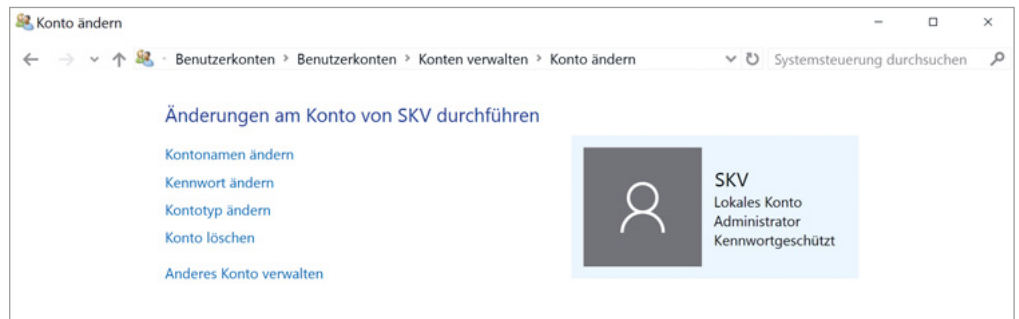 Konto ändern
Benutzerkonten > Benutzerkonten > Konten verwalten > Konto ändern
Systemsteuerung durchsuchen
Änderungen am Konto von SKV durchführen
Kontonamen ändern
Kennwort ändern
Kontotyp ändern
Konto löschen
Anderes Konto verwalten
SKV
Lokales Konto
Administrator
Kennwortgeschützt